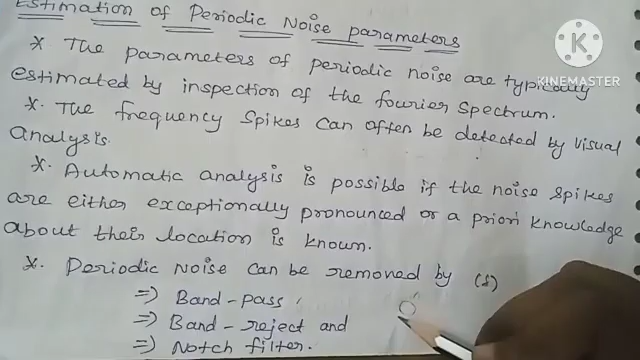 Estimation of Periodic Noise parameters
* The parameters of periodic noise are typically
estimated by inspection of the fourier spectrum.
*. The frequency spikes can often be detected by visual
analysis.
*. Automatic analysis is possible if the noise spikes
are either exceptionally pronounced or a priori knowledge
about their location is known.
*. Periodic noise can be removed by (s)
=> Band-pass,
=> Band-reject and
=> Notch filter.
KINEMASTER